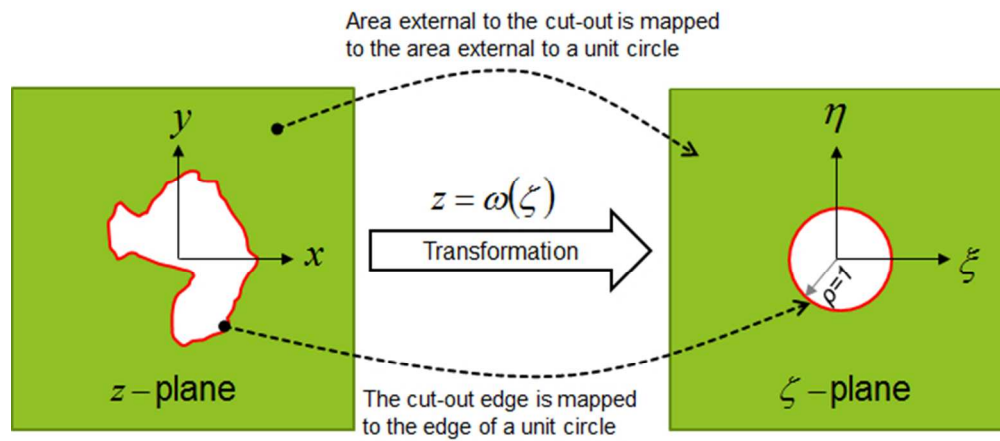 Area external to the cut-out is mapped
to the area external to a unit circle
y
x
z – plane
z = ω(ζ)
Transformation
η
ξ
ρ=1
ζ – plane
The cut-out edge is mapped
to the edge of a unit circle